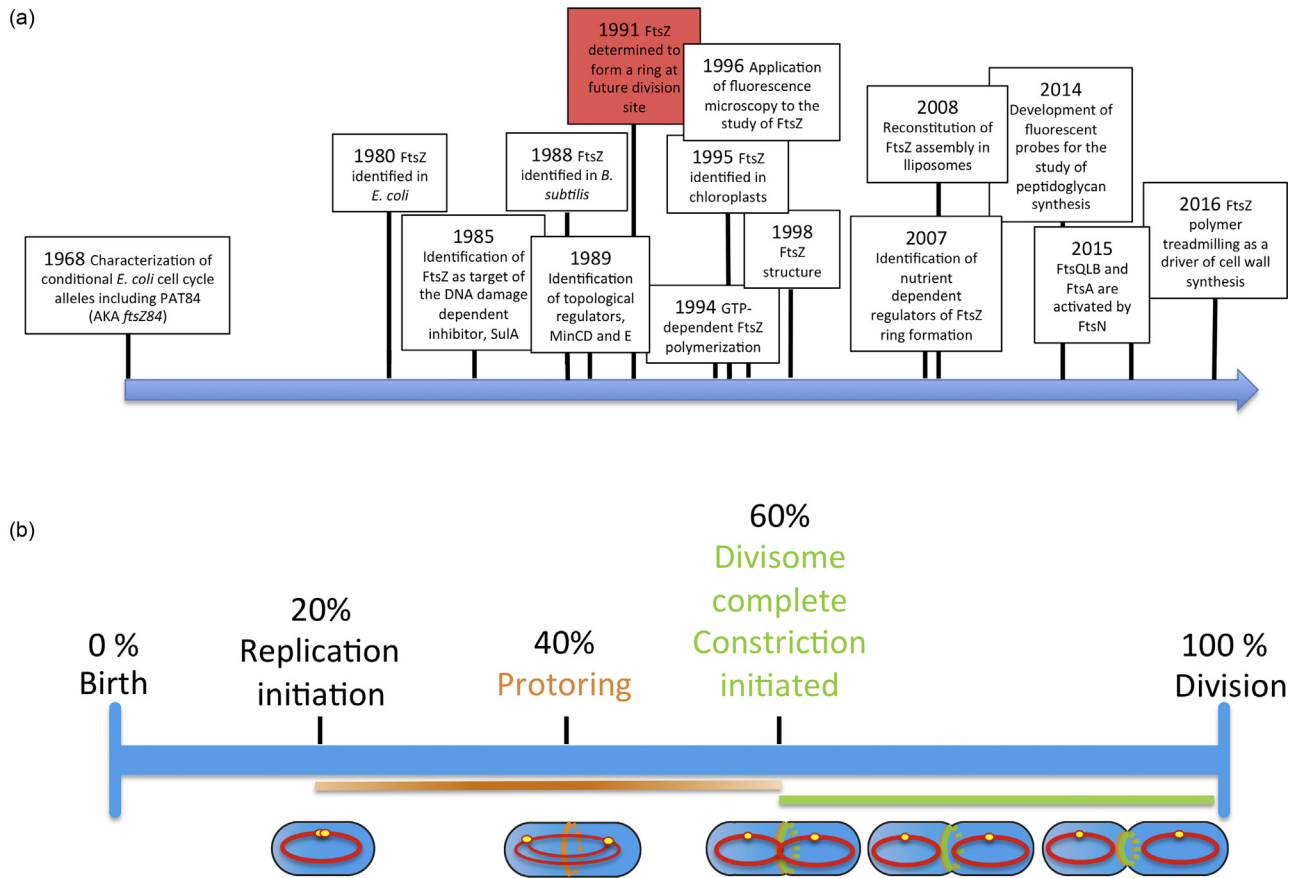 (a)
1968 Characterization of
conditional E. coli cell cycle
alleles including PAT84
(AKA ftsZ84)
1980 FtsZ
identified in
E. coli
1985
Identification of
FtsZ as target of
the DNA damage
dependent
inhibitor, SulA
1988 FtsZ
identified in B.
subtilis
1989
Identification
of topological
regulators,
MinCD and E
1991 FtsZ
determined to
form a ring at
future division
site
1994 GTP-
dependent FtsZ
polymerization
1995 FtsZ
identified in
chloroplasts
1996 Application
of fluorescence
microscopy to the
study of FtsZ
1998
FtsZ
structure
2007
Identification of
nutrient
dependent
regulators of FtsZ
ring formation
2008
Reconstitution of
FtsZ assembly in
lliposomes
2014
Development of
fluorescent
probes for the
study of
peptidoglycan
synthesis
2015
FtsQLB and
FtsA are
activated by
FtsN
2016 FtsZ
polymer
treadmilling as a
driver of cell wall
synthesis
(b)
0 %
Birth
20%
Replication
initiation
40%
Protoring
60%
Divisome
complete
Constriction
initiated
100 %
Division